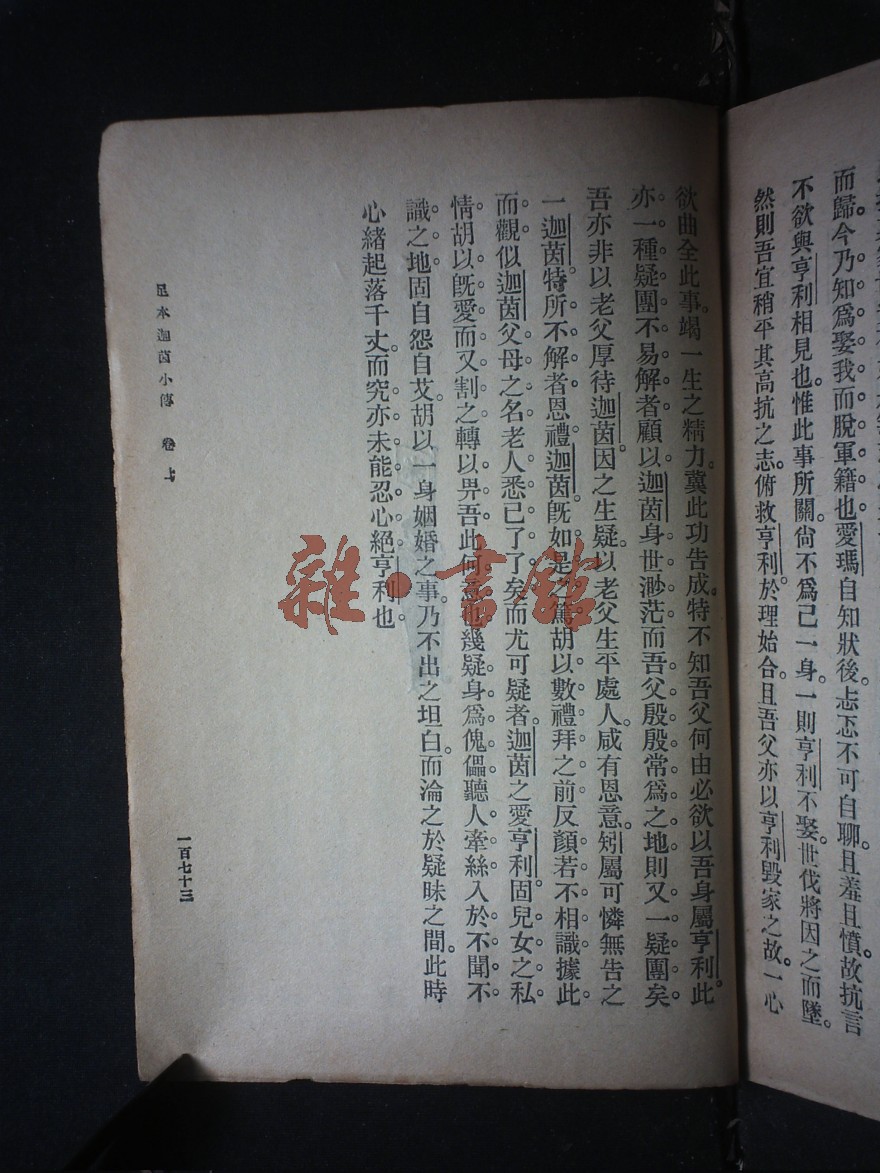 而歸。今乃知爲娶我而脫軍籍也。愛瑪自知狀後。忐忑不可自聊。且羞且憤。故抗言
不欲與亨利相見也。惟此事所關。尙不爲己一身。一則亨利不娶。世伐將因之而墜。
然則吾宜稍平其高抗之志。俯救亨利。於理始合。且吾父亦以亨利毀家之故。一心
欲曲全此事。竭一生之精力。冀此功告成。特不知吾父何由必欲以吾身屬亨利。此
亦一種疑團不易解者。顧以迦茵身世渺茫。而吾父殷殷常爲之地。則又一疑團矣。
吾亦非以老父厚待迦茵。因之生疑。以老父生平處人。咸有恩意。矧屬可憐無告之
一迦茵。特所不解者。恩禮迦茵。旣如是之篤。胡以數禮拜之前。反顏若不相識。據此
而觀。似迦茵父母之名。老人悉已了了矣。而尤可疑者。迦茵之愛亨利。固兒女之私
情。胡以旣愛而又割之。轉以畀吾。此何意也。幾疑身爲傀儡。聽人牽絲。入於不聞不
識之地。固自怨自艾。胡以一身姻婚之事。乃不出之坦白。而淪之於疑昧之間。此時
心緒起落千丈。而究亦未能忍心絕亨利也。
足本迦茵小傳 卷上
一百七十三
雜·書館